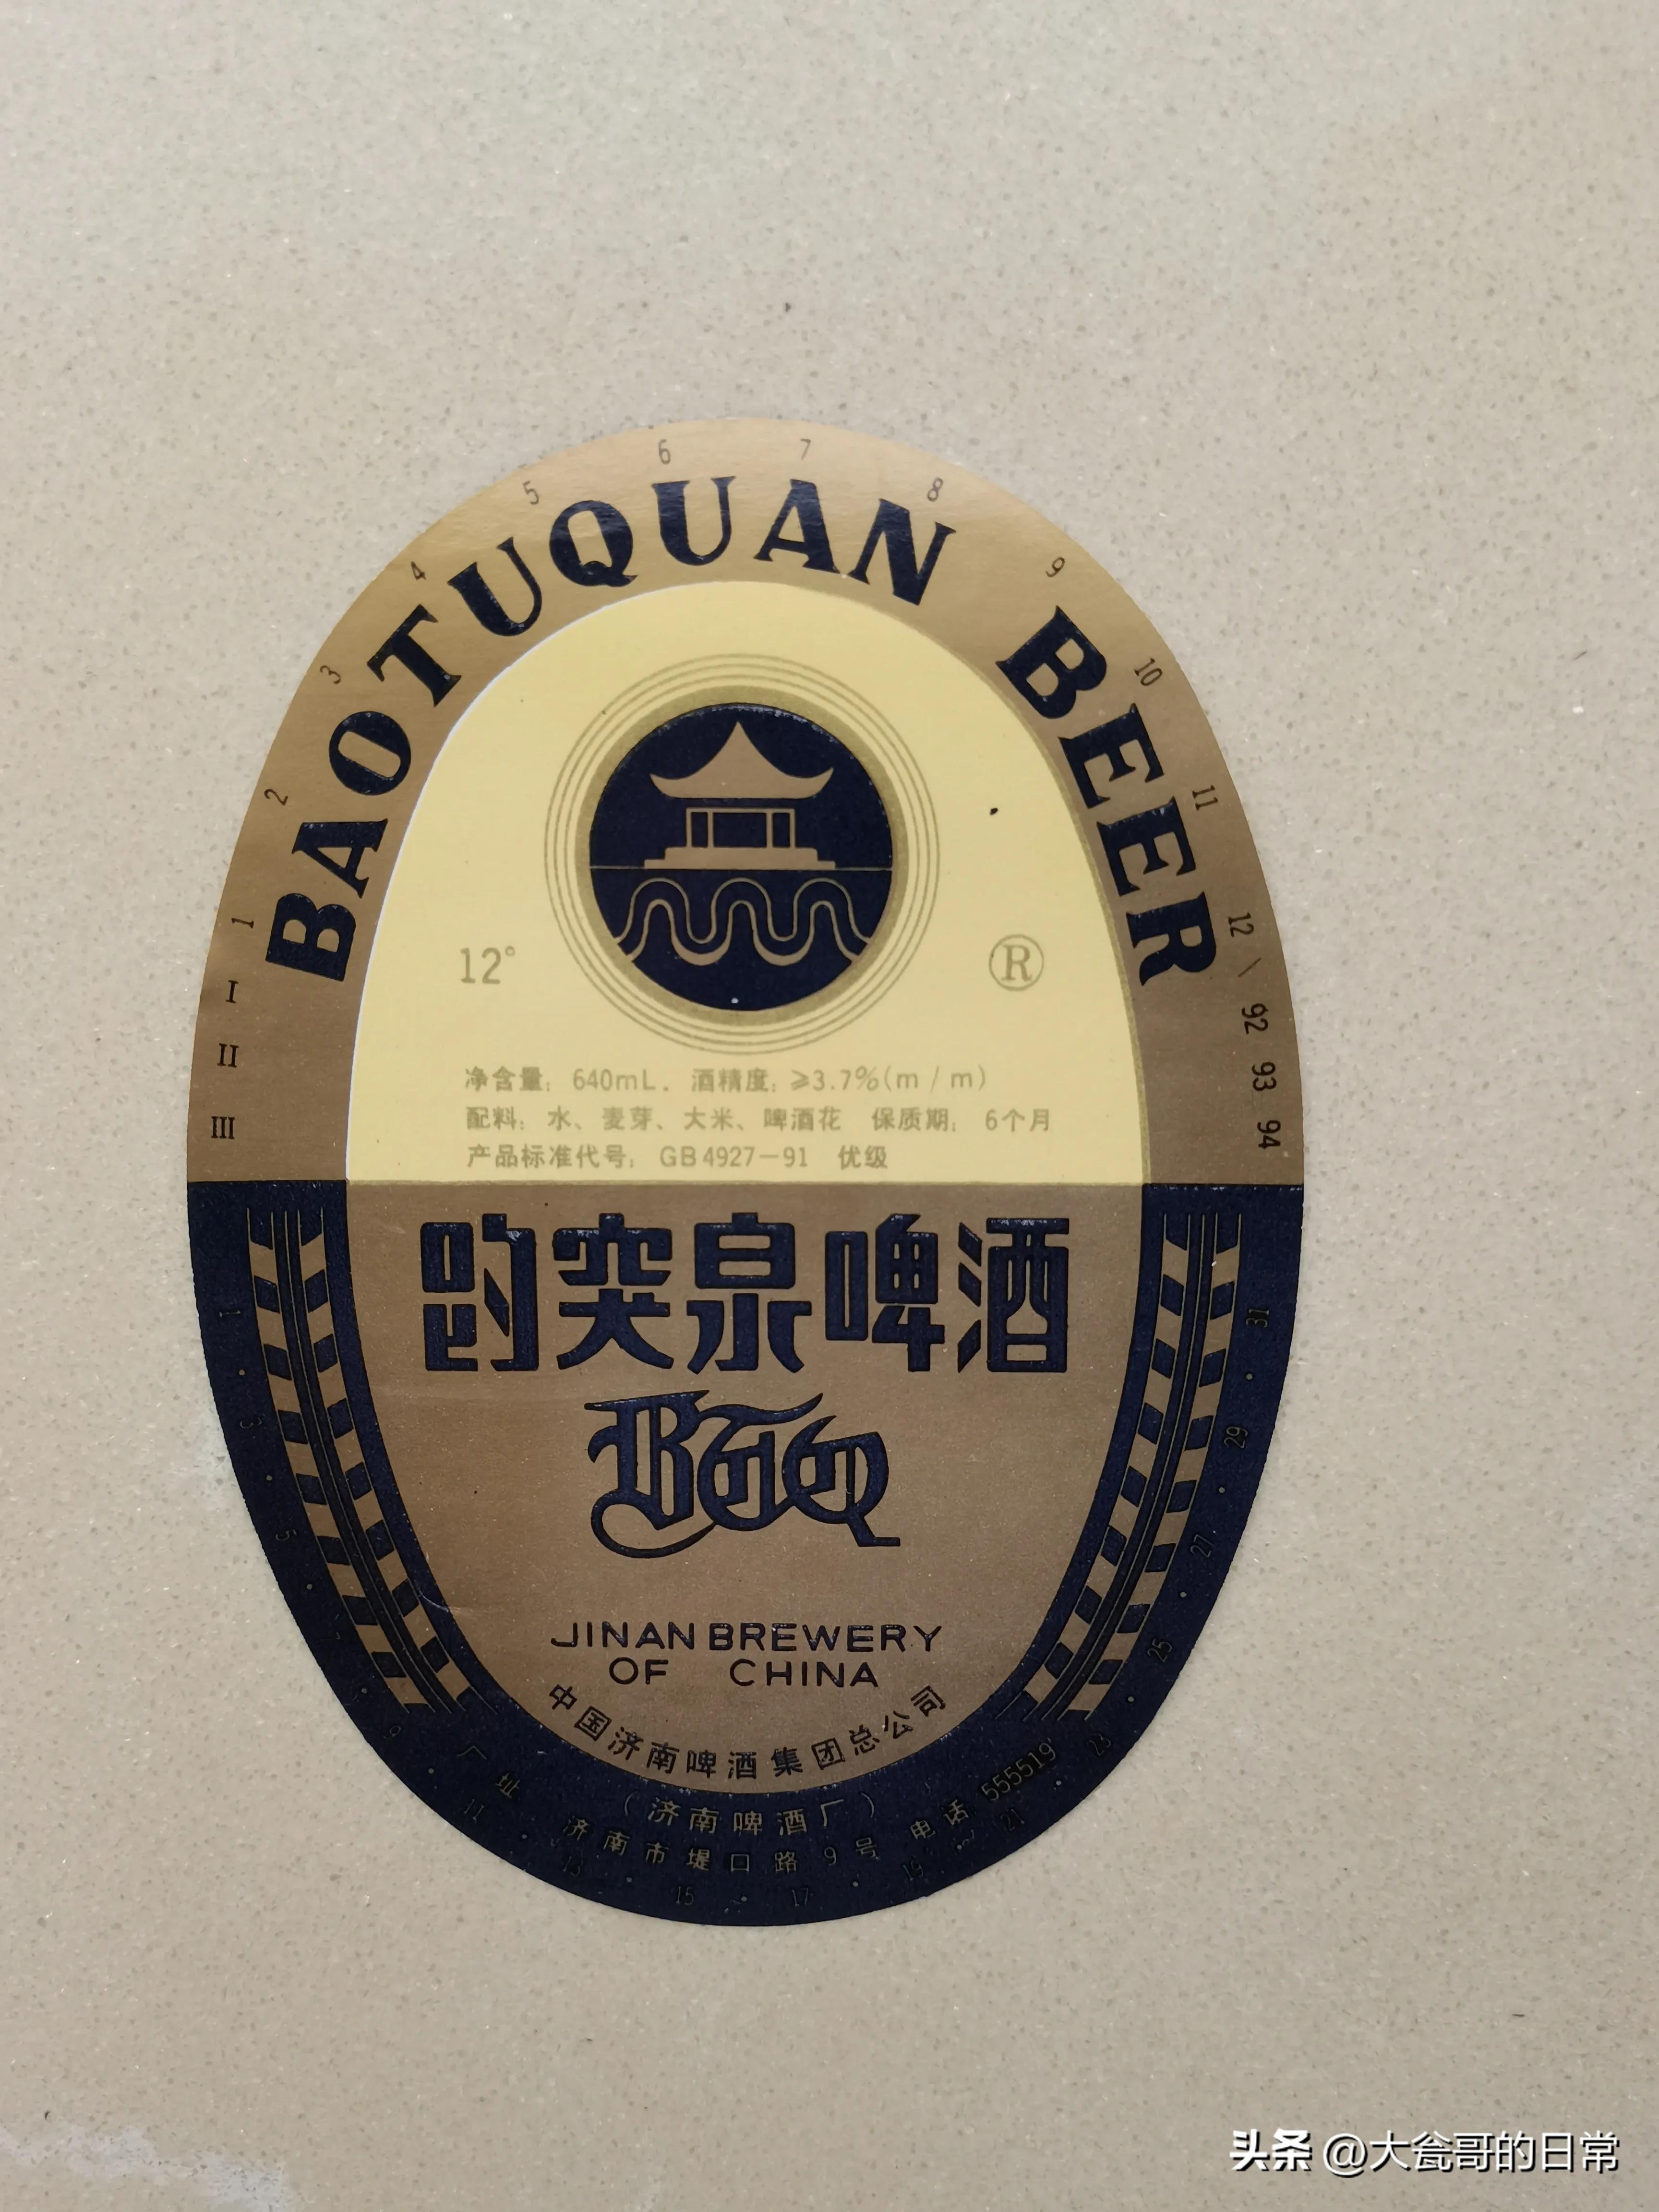 BAOTUQUAN BEER
1 2 3 4 5 6 7 8 9 10 11 12 \ 92 93 94
I
II
III
12°
®
净含量：640mL．酒精度：≥3.7%(m/m)
配料：水、麦芽、大米、啤酒花 保质期：6个月
产品标准代号：GB4927-91 优级
趵突泉啤酒
BTQ
JINAN BREWERY
OF CHINA
中国济南啤酒集团总公司
(济南啤酒厂)
厂址 济南市堤口路9号 电话 555519
1 · 3 · 5 · 7 · 9 · 11 · 13 · 15 · 17 · 19 · 21 · 23 · 25 · 27 · 29 · 31
头条 @大瓮哥的日常